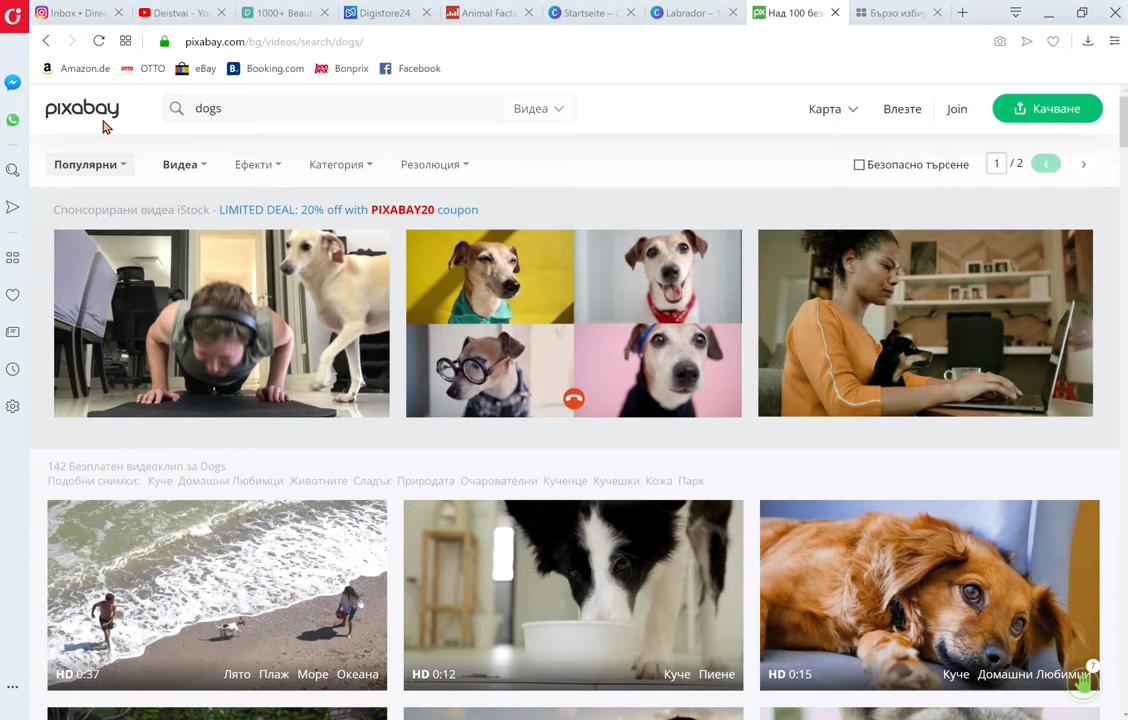 Inbox • Direc
Deistvai - You
1000+ Beaut
Digistore24
Animal Facts
Startseite – C
Labrador – 1
Над 100 без
Бързо избир
pixabay.com/bg/videos/search/dogs/
Amazon.de OTTO eBay Booking.com Bonprix Facebook
pixabay dogs Видеа Карта Влезте Join Качване
Популярни Видеа Ефекти Категория Резолюция Безопасно търсене 1 / 2
Спонсорирани видеа iStock - LIMITED DEAL: 20% off with PIXABAY20 coupon
142 Безплатен видеоклип за Dogs
Подобни снимки: Куче Домашни Любимци Животните Сладък Природата Очарователни Кученце Кучешки Кожа Парк
HD 0:37 Лято Плаж Море Океана
HD 0:12 Куче Пиене
HD 0:15 Куче Домашни Любимци
7